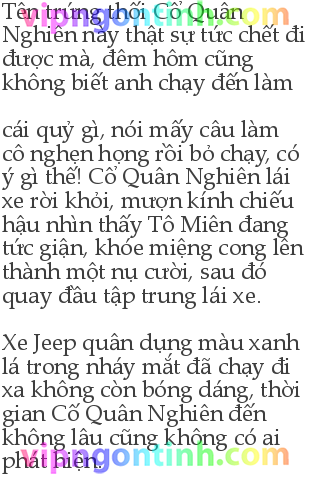 vipngontinh.com
Tên trứng thối Cố Quân
Nghiên này thật sự tức chết đi
được mà, đêm hôm cũng
không biết anh chạy đến làm
cái quỷ gì, nói mấy câu làm
cô nghẹn họng rồi bỏ chạy, có
ý gì thế! Cố Quân Nghiên lái
xe rời khỏi, mượn kính chiếu
hậu nhìn thấy Tô Miên đang
tức giận, khóe miệng cong lên
thành một nụ cười, sau đó
quay đầu tập trung lái xe.
Xe Jeep quân dụng màu xanh
lá trong nháy mắt đã chạy đi
xa không còn bóng dáng, thời
gian Cố Quân Nghiên đến
không lâu cũng không có ai
phát hiện.
vipngontinh.com